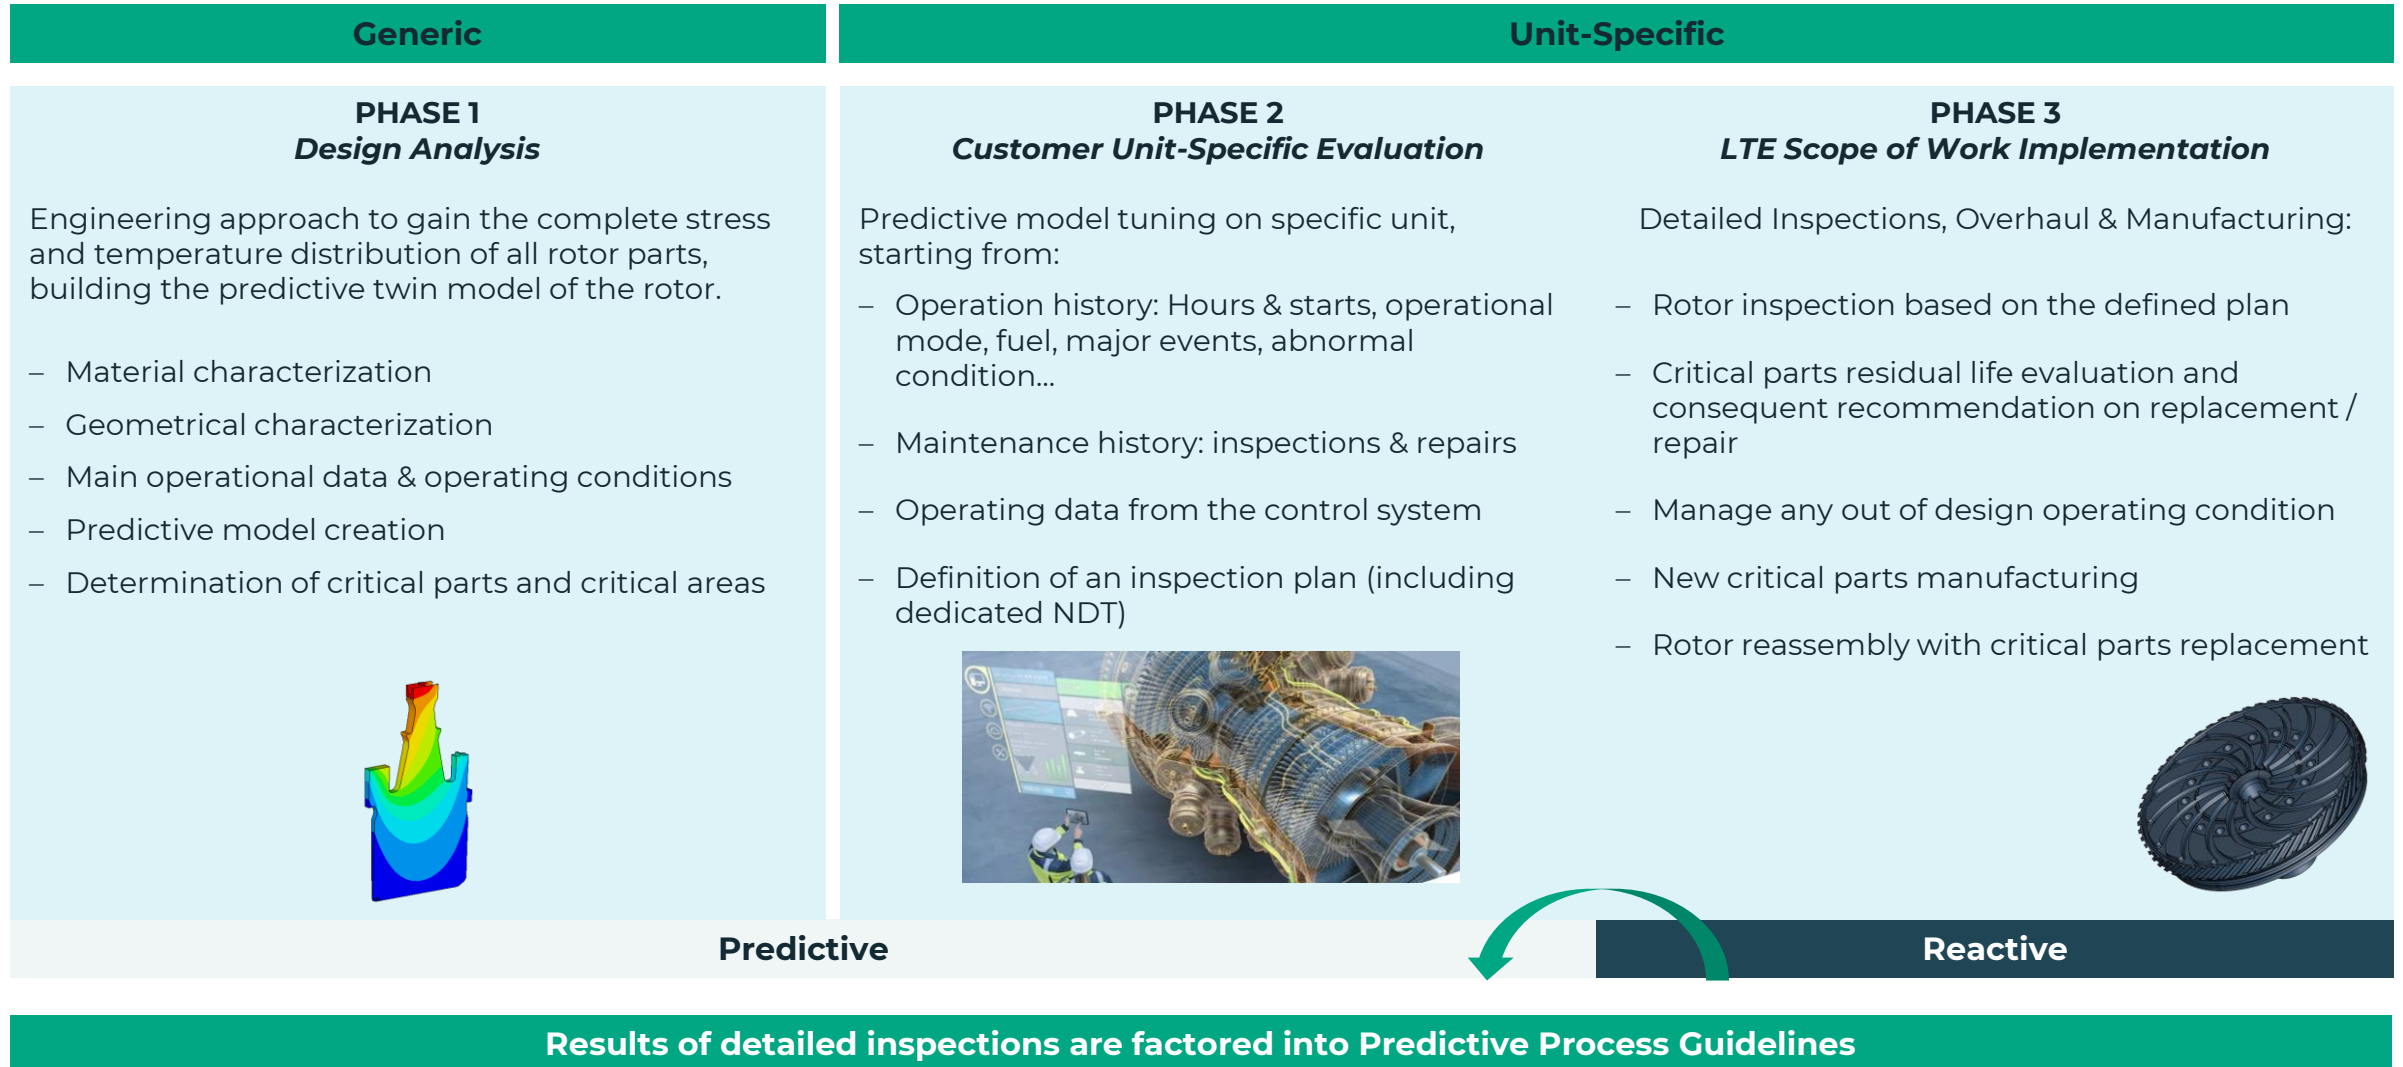 Generic
Unit-Specific
PHASE 1
Design Analysis
Engineering approach to gain the complete stress
and temperature distribution of all rotor parts,
building the predictive twin model of the rotor.
– Material characterization
– Geometrical characterization
– Main operational data & operating conditions
– Predictive model creation
– Determination of critical parts and critical areas
PHASE 2
Customer Unit-Specific Evaluation
Predictive model tuning on specific unit,
starting from:
– Operation history: Hours & starts, operational
mode, fuel, major events, abnormal
condition...
– Maintenance history: inspections & repairs
– Operating data from the control system
– Definition of an inspection plan (including
dedicated NDT)
PHASE 3
LTE Scope of Work Implementation
Detailed Inspections, Overhaul & Manufacturing:
– Rotor inspection based on the defined plan
– Critical parts residual life evaluation and
consequent recommendation on replacement /
repair
– Manage any out of design operating condition
– New critical parts manufacturing
– Rotor reassembly with critical parts replacement
Predictive
Reactive
Results of detailed inspections are factored into Predictive Process Guidelines